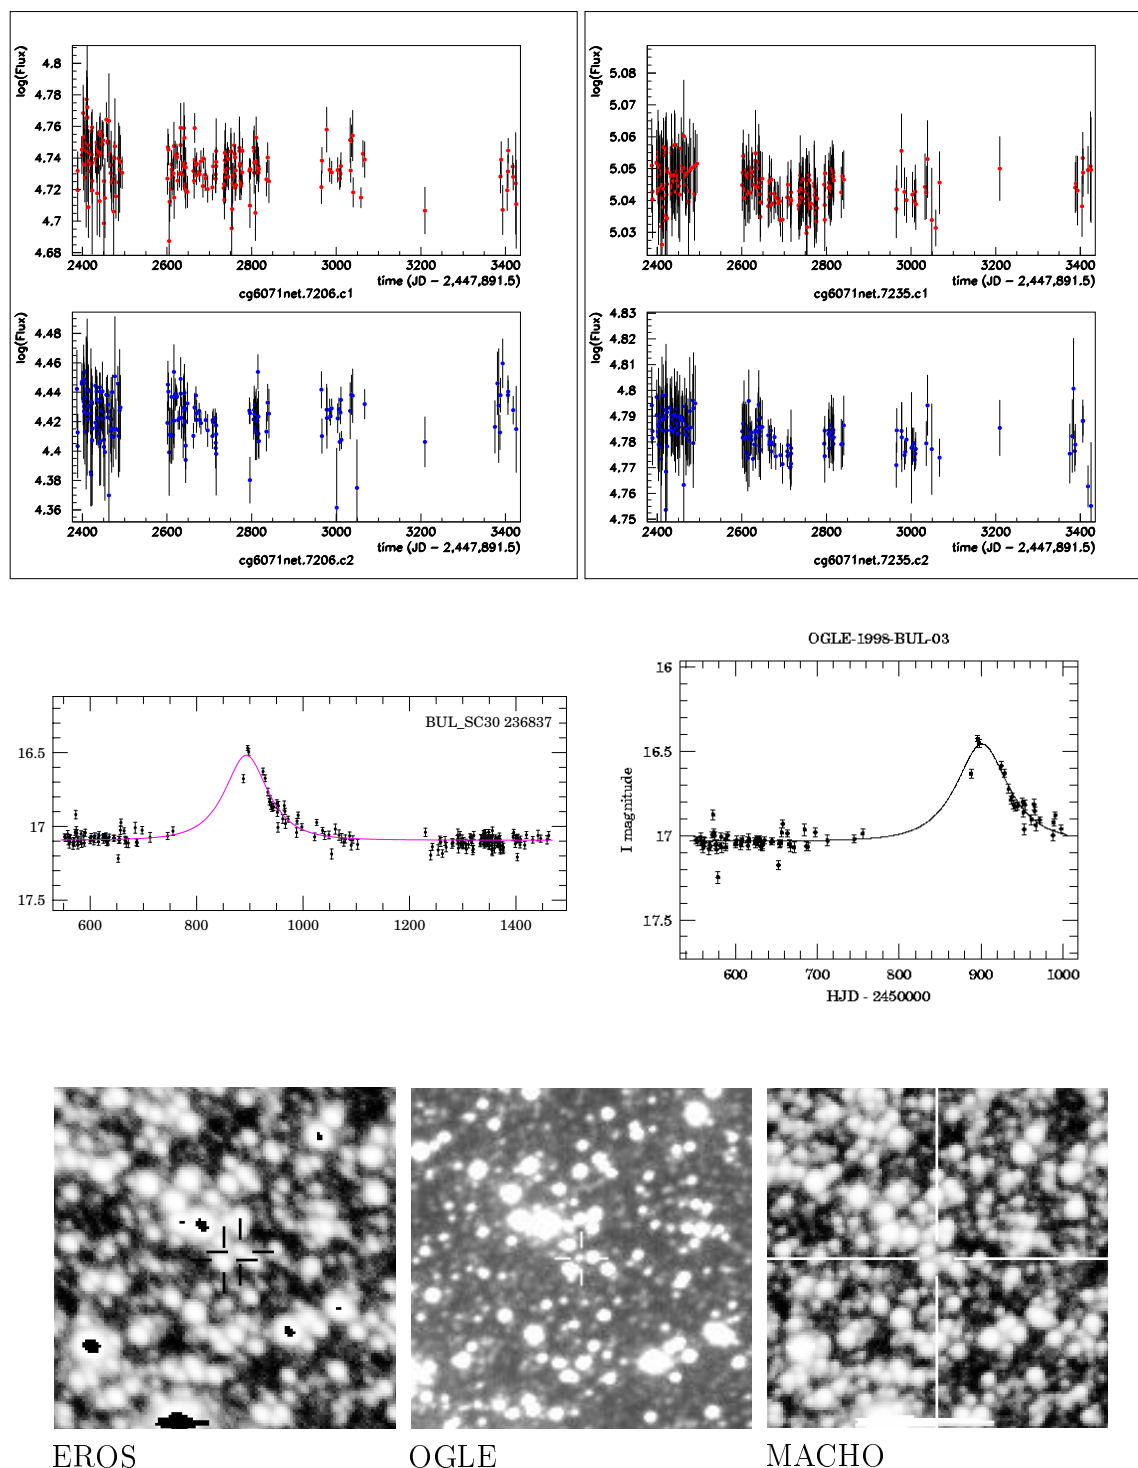 log(Flux)
4.8
4.78
4.76
4.74
4.72
4.7
4.68
2400 2600 2800 3000 3200 3400
time (JD − 2,447,891.5)
cg6071net.7206.c1
log(Flux)
5.08
5.07
5.06
5.05
5.04
5.03
2400 2600 2800 3000 3200 3400
time (JD − 2,447,891.5)
cg6071net.7235.c1
log(Flux)
4.48
4.46
4.44
4.42
4.4
4.38
4.36
2400 2600 2800 3000 3200 3400
time (JD − 2,447,891.5)
cg6071net.7206.c2
log(Flux)
4.83
4.82
4.81
4.8
4.79
4.78
4.77
4.76
4.75
2400 2600 2800 3000 3200 3400
time (JD − 2,447,891.5)
cg6071net.7235.c2
BUL_SC30 236837
16.5
17
17.5
600 800 1000 1200 1400
OGLE-1998-BUL-03
I magnitude
16
16.5
17
17.5
600 700 800 900 1000
HJD - 2450000
EROS
OGLE
MACHO